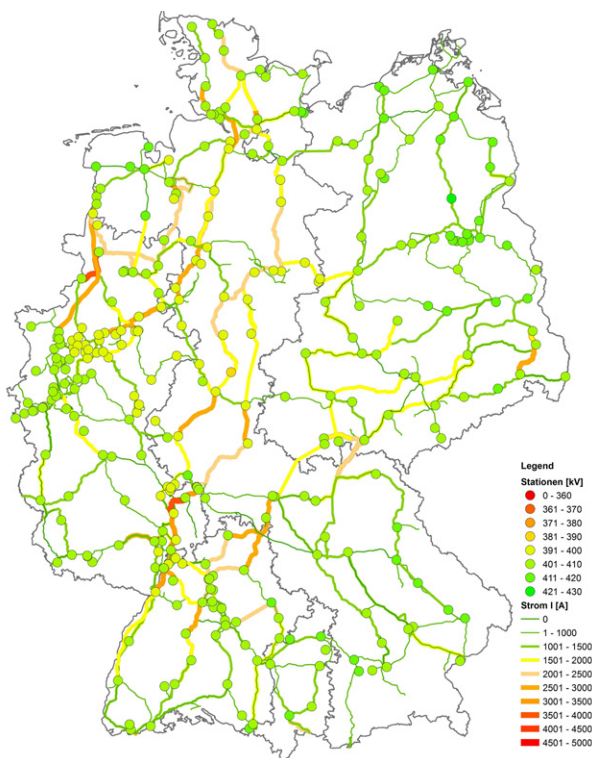 Legend
Stationen [kV]
0 - 360
361 - 370
371 - 380
381 - 390
391 - 400
401 - 410
411 - 420
421 - 430
Strom I [A]
0
1 - 1000
1001 - 1500
1501 - 2000
2001 - 2500
2501 - 3000
3001 - 3500
3501 - 4000
4001 - 4500
4501 - 5000